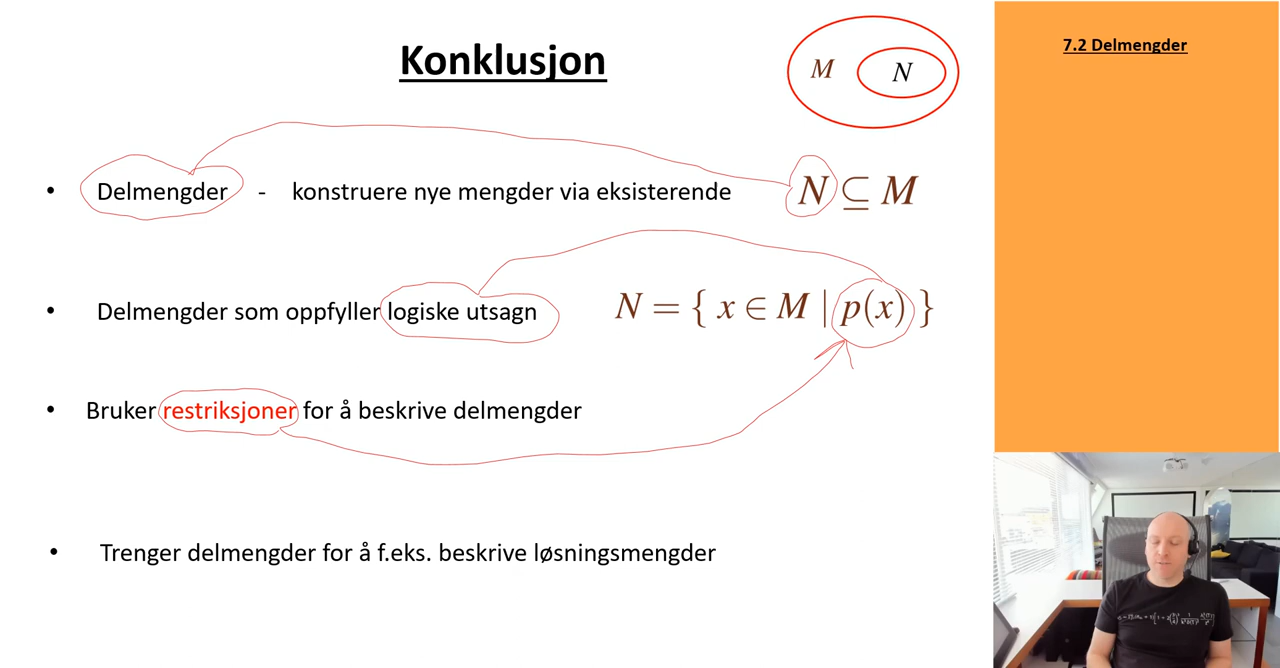 Konklusjon
M
N
• Delmengder - konstruere nye mengder via eksisterende N ⊆ M
• Delmengder som oppfyller logiske utsagn N = { x ∈ M | p(x) }
• Bruker restriksjoner for å beskrive delmengder
• Trenger delmengder for å f.eks. beskrive løsningsmengder
7.2 Delmengder